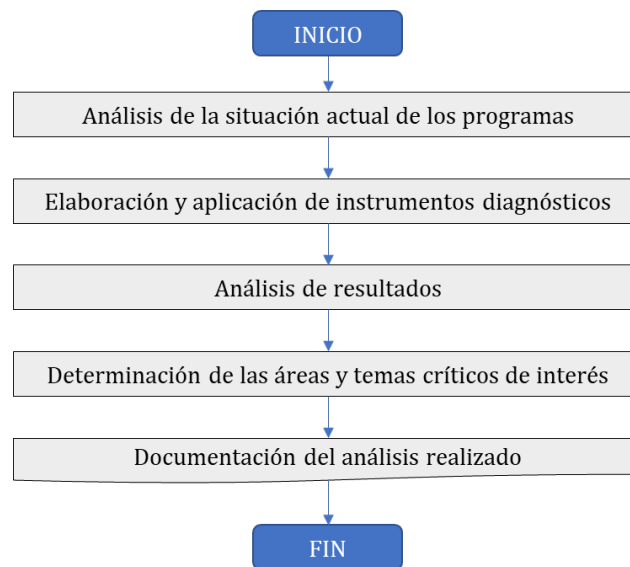 INICIO
Análisis de la situación actual de los programas
Elaboración y aplicación de instrumentos diagnósticos
Análisis de resultados
Determinación de las áreas y temas críticos de interés
Documentación del análisis realizado
FIN